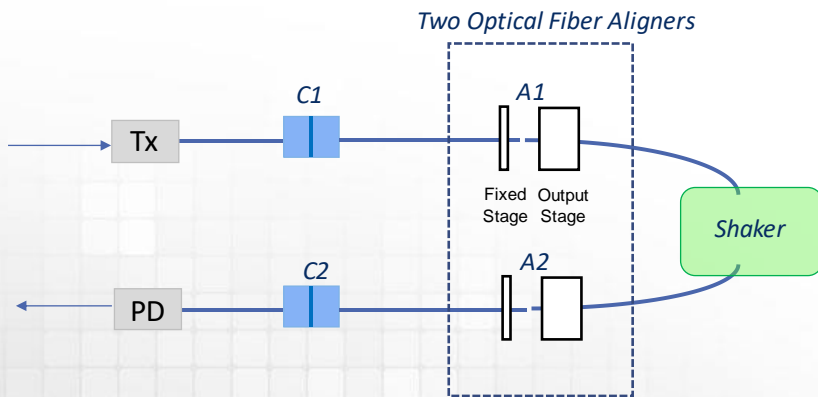 Two Optical Fiber Aligners
C1
A1
Tx
Fixed Output
Stage Stage
Shaker
C2
A2
PD